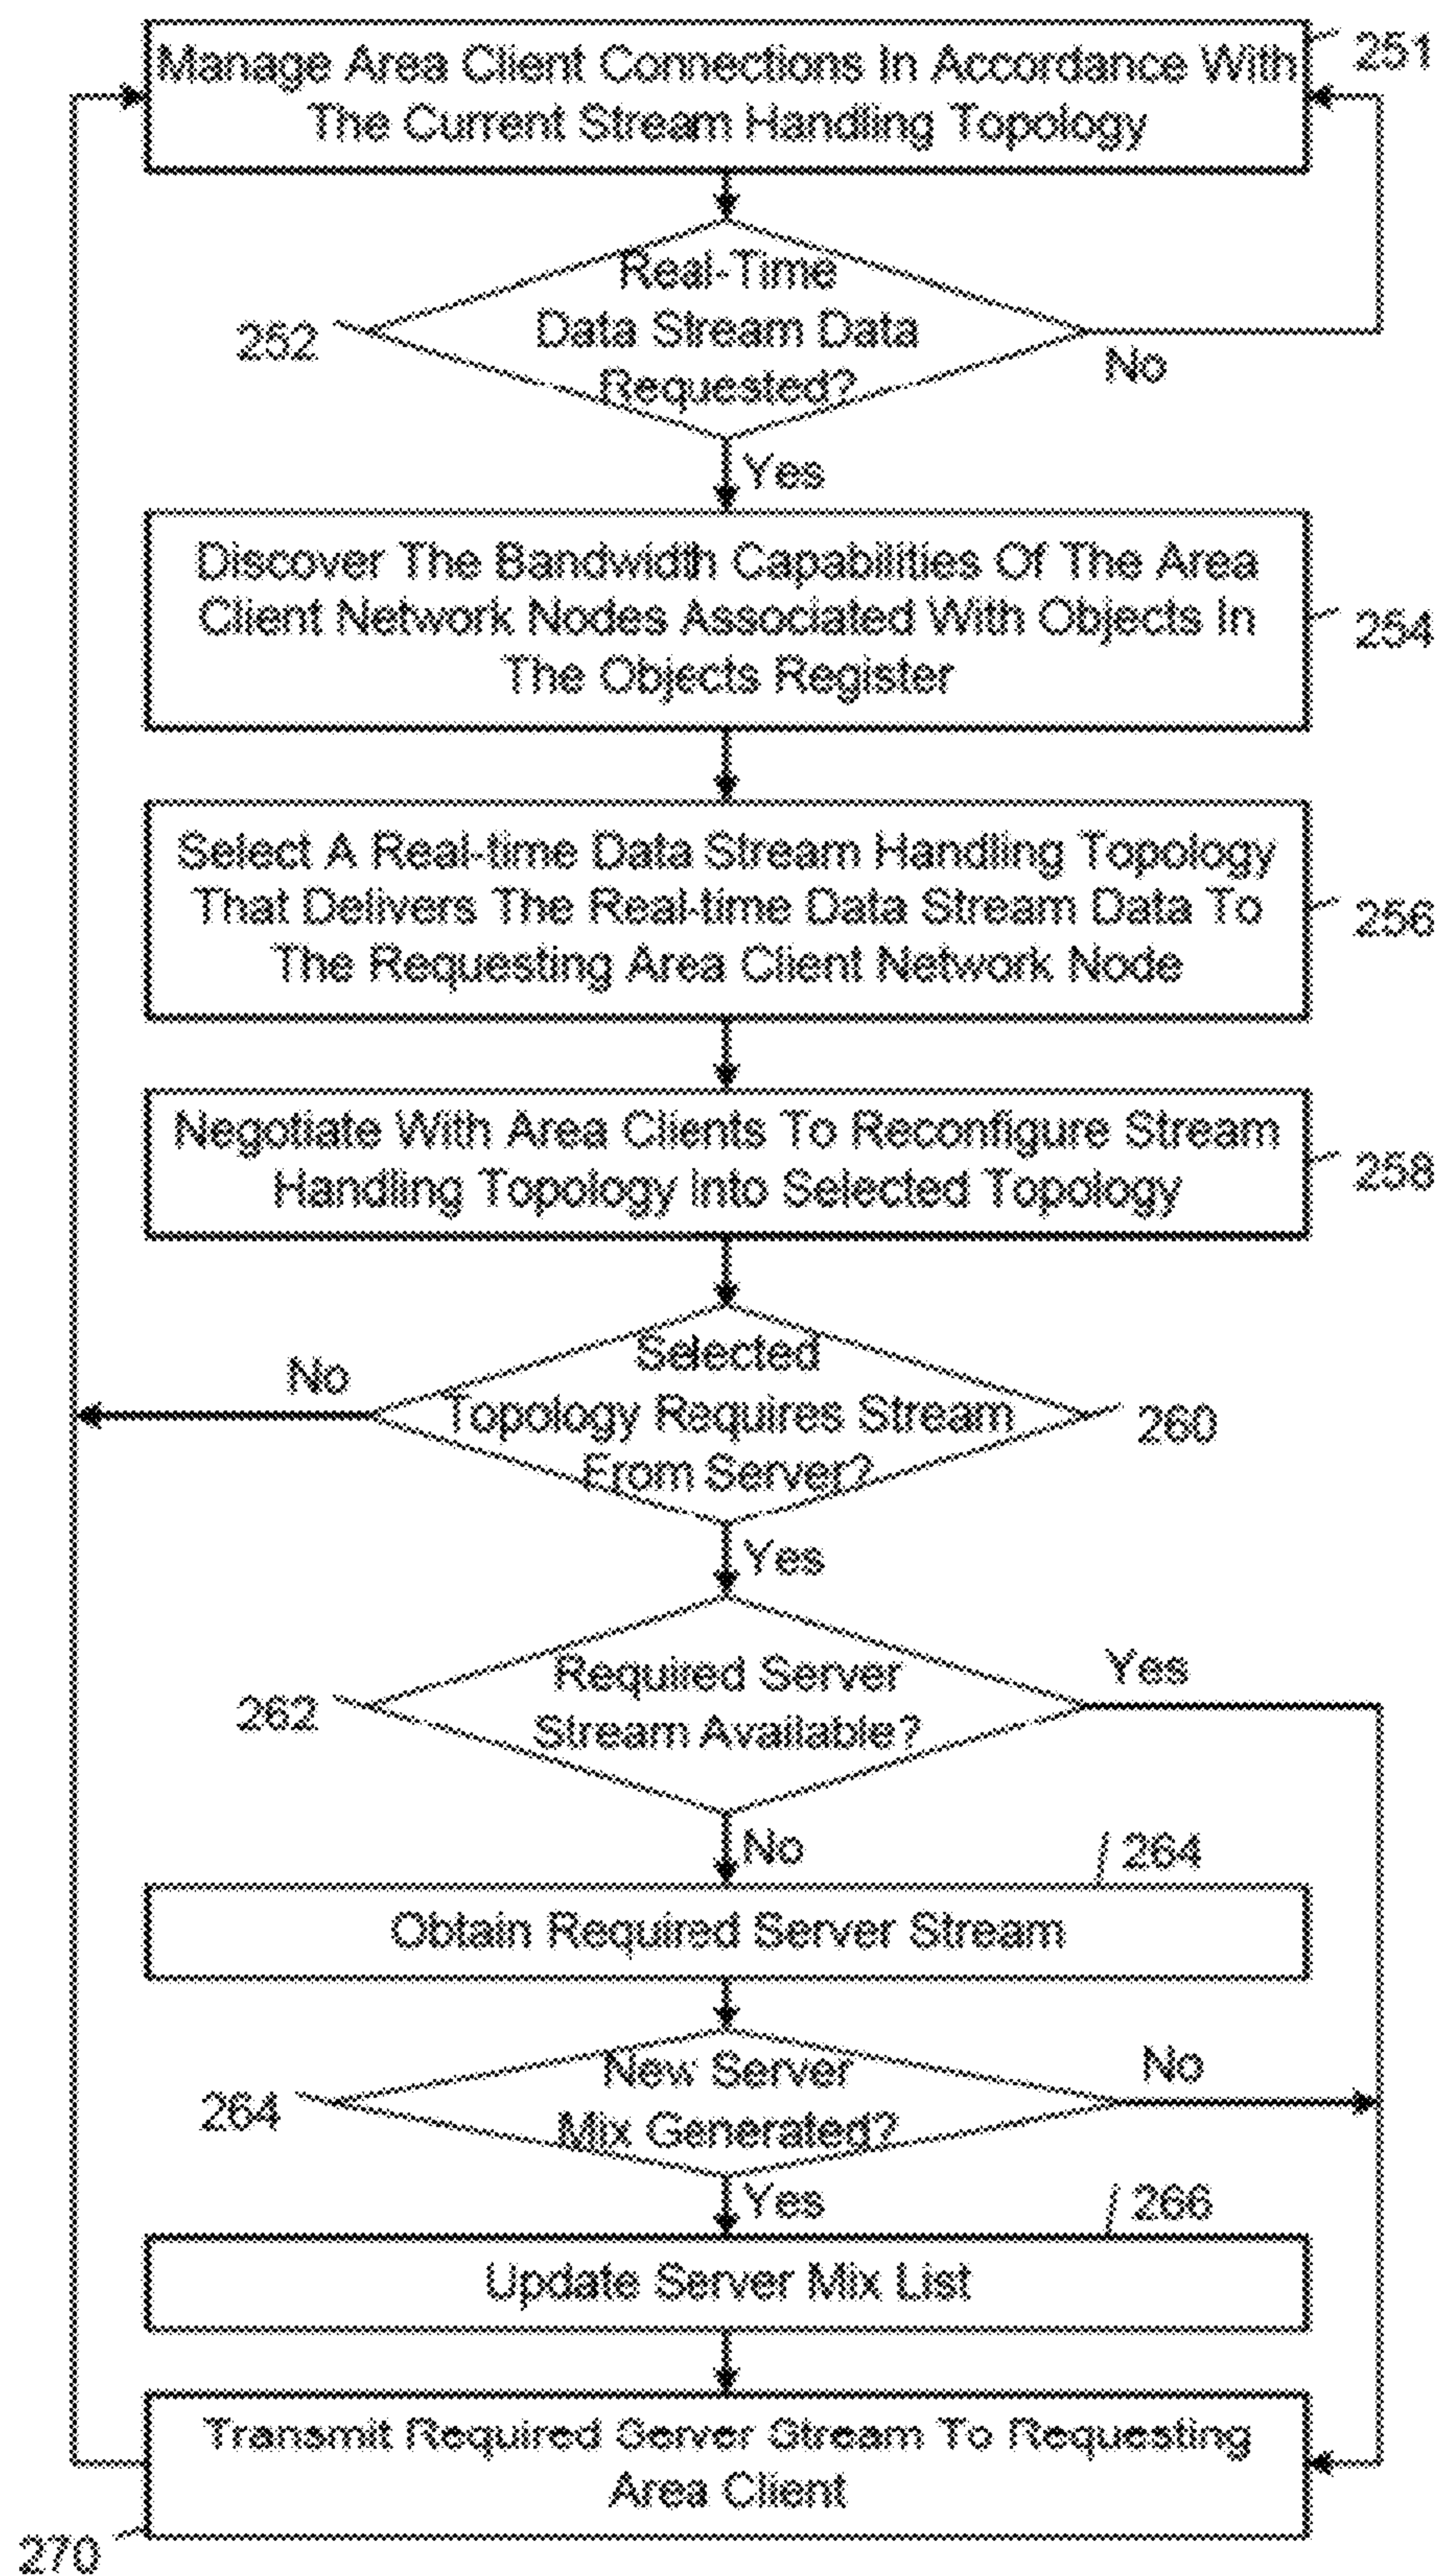 Manage Area Client Connections In Accordance With
The Current Stream Handling Topology
251
Real-Time
Data Stream Data
Requested?
252
No
Yes
Discover The Bandwidth Capabilities Of The Area
Client Network Nodes Associated With Objects In
The Objects Register
254
Select A Real-time Data Stream Handling Topology
That Delivers The Real-time Data Stream Data To
The Requesting Area Client Network Node
256
Negotiate With Area Clients To Reconfigure Stream
Handling Topology Into Selected Topology
258
Selected
Topology Requires Stream
From Server?
No
260
Yes
Required Server
Stream Available?
262
Yes
No
264
Obtain Required Server Stream
New Server
Mix Generated?
264
No
Yes
266
Update Server Mix List
Transmit Required Server Stream To Requesting
Area Client
270